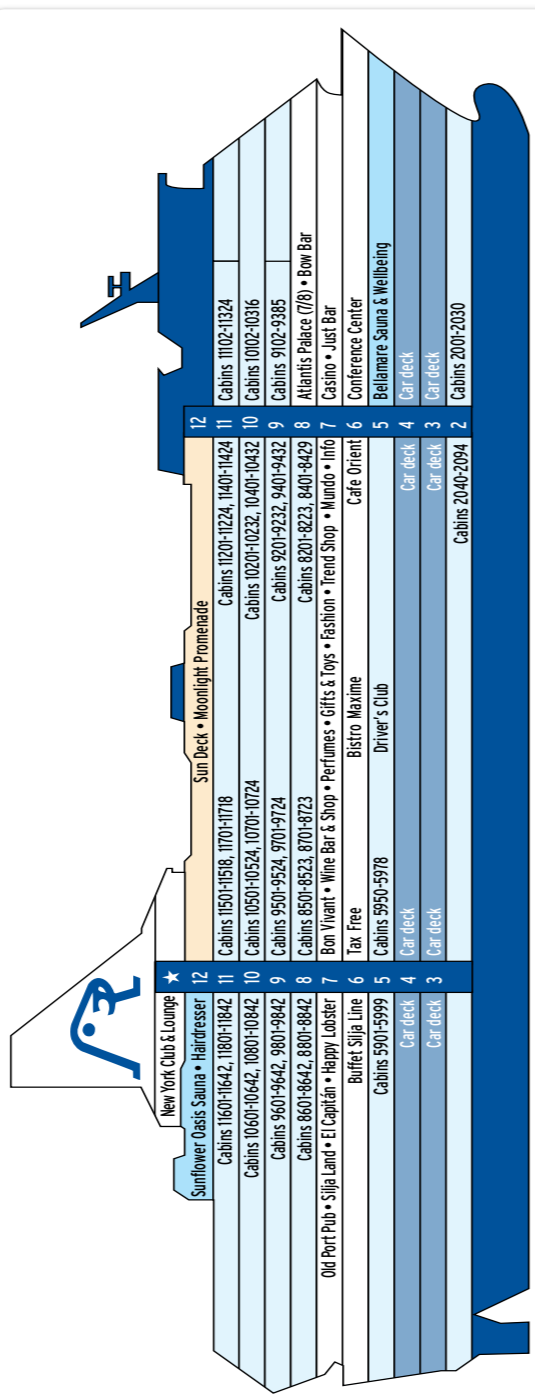 New York Club & Lounge ★
Sunflower Oasis Sauna • Hairdresser 12 Sun Deck • Moonlight Promenade 12
Cabins 11601-11642, 11801-11842 11 Cabins 11501-11518, 11701-11718 Cabins 11201-11224, 11401-11424 11 Cabins 11102-11324
Cabins 10601-10642, 10801-10842 10 Cabins 10501-10524, 10701-10724 Cabins 10201-10232, 10401-10432 10 Cabins 10002-10316
Cabins 9601-9642, 9801-9842 9 Cabins 9501-9524, 9701-9724 Cabins 9201-9232, 9401-9432 9 Cabins 9102-9385
Cabins 8601-8642, 8801-8842 8 Cabins 8501-8523, 8701-8723 Cabins 8201-8223, 8401-8429 8 Atlantis Palace (7/8) • Bow Bar
Old Port Pub • Silja Land • El Capitán • Happy Lobster 7 Bon Vivant • Wine Bar & Shop • Perfumes • Gifts & Toys • Fashion • Trend Shop • Mundo • Info 7 Casino • Just Bar
Buffet Silja Line 6 Tax Free Bistro Maxime Cafe Orient 6 Conference Center
Cabins 5901-5999 5 Cabins 5950-5978 Driver's Club 5 Bellamare Sauna & Wellbeing
Car deck 4 Car deck Car deck 4 Car deck
Car deck 3 Car deck Car deck 3 Car deck
Cabins 2040-2094 2 Cabins 2001-2030